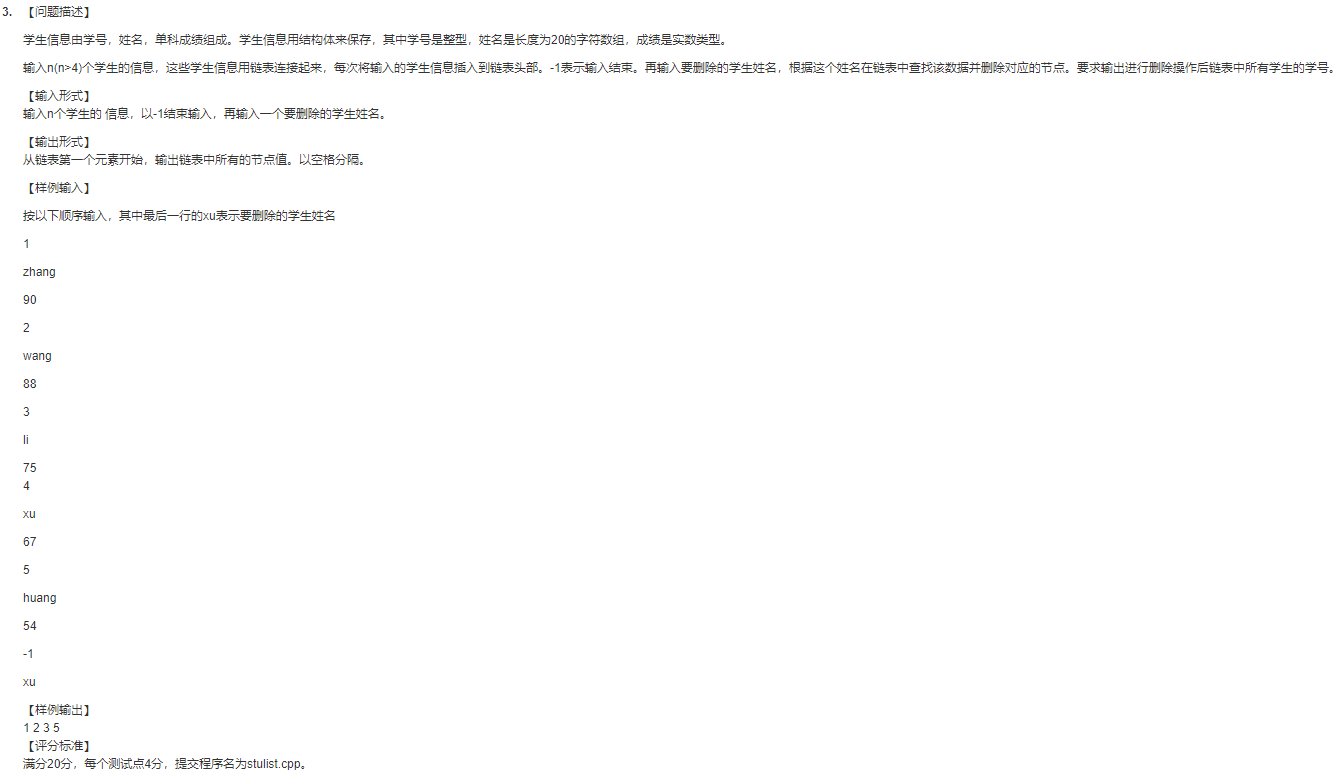 3. 【问题描述】
学生信息由学号，姓名，单科成绩组成。学生信息用结构体来保存，其中学号是整型，姓名是长度为20的字符数组，成绩是实数类型。
输入n(n>4)个学生的信息，这些学生信息用链表连接起来，每次将输入的学生信息插入到链表头部。-1表示输入结束。再输入要删除的学生姓名，根据这个姓名在链表中查找该数据并删除对应的节点。要求输出进行删除操作后链表中所有学生的学号。
【输入形式】
输入n个学生的 信息，以-1结束输入，再输入一个要删除的学生姓名。
【输出形式】
从链表第一个元素开始，输出链表中所有的节点值。以空格分隔。
【样例输入】
按以下顺序输入，其中最后一行的xu表示要删除的学生姓名
1
zhang
90
2
wang
88
3
li
75
4
xu
67
5
huang
54
-1
xu
【样例输出】
1 2 3 5
【评分标准】
满分20分，每个测试点4分，提交程序名为stulist.cpp。